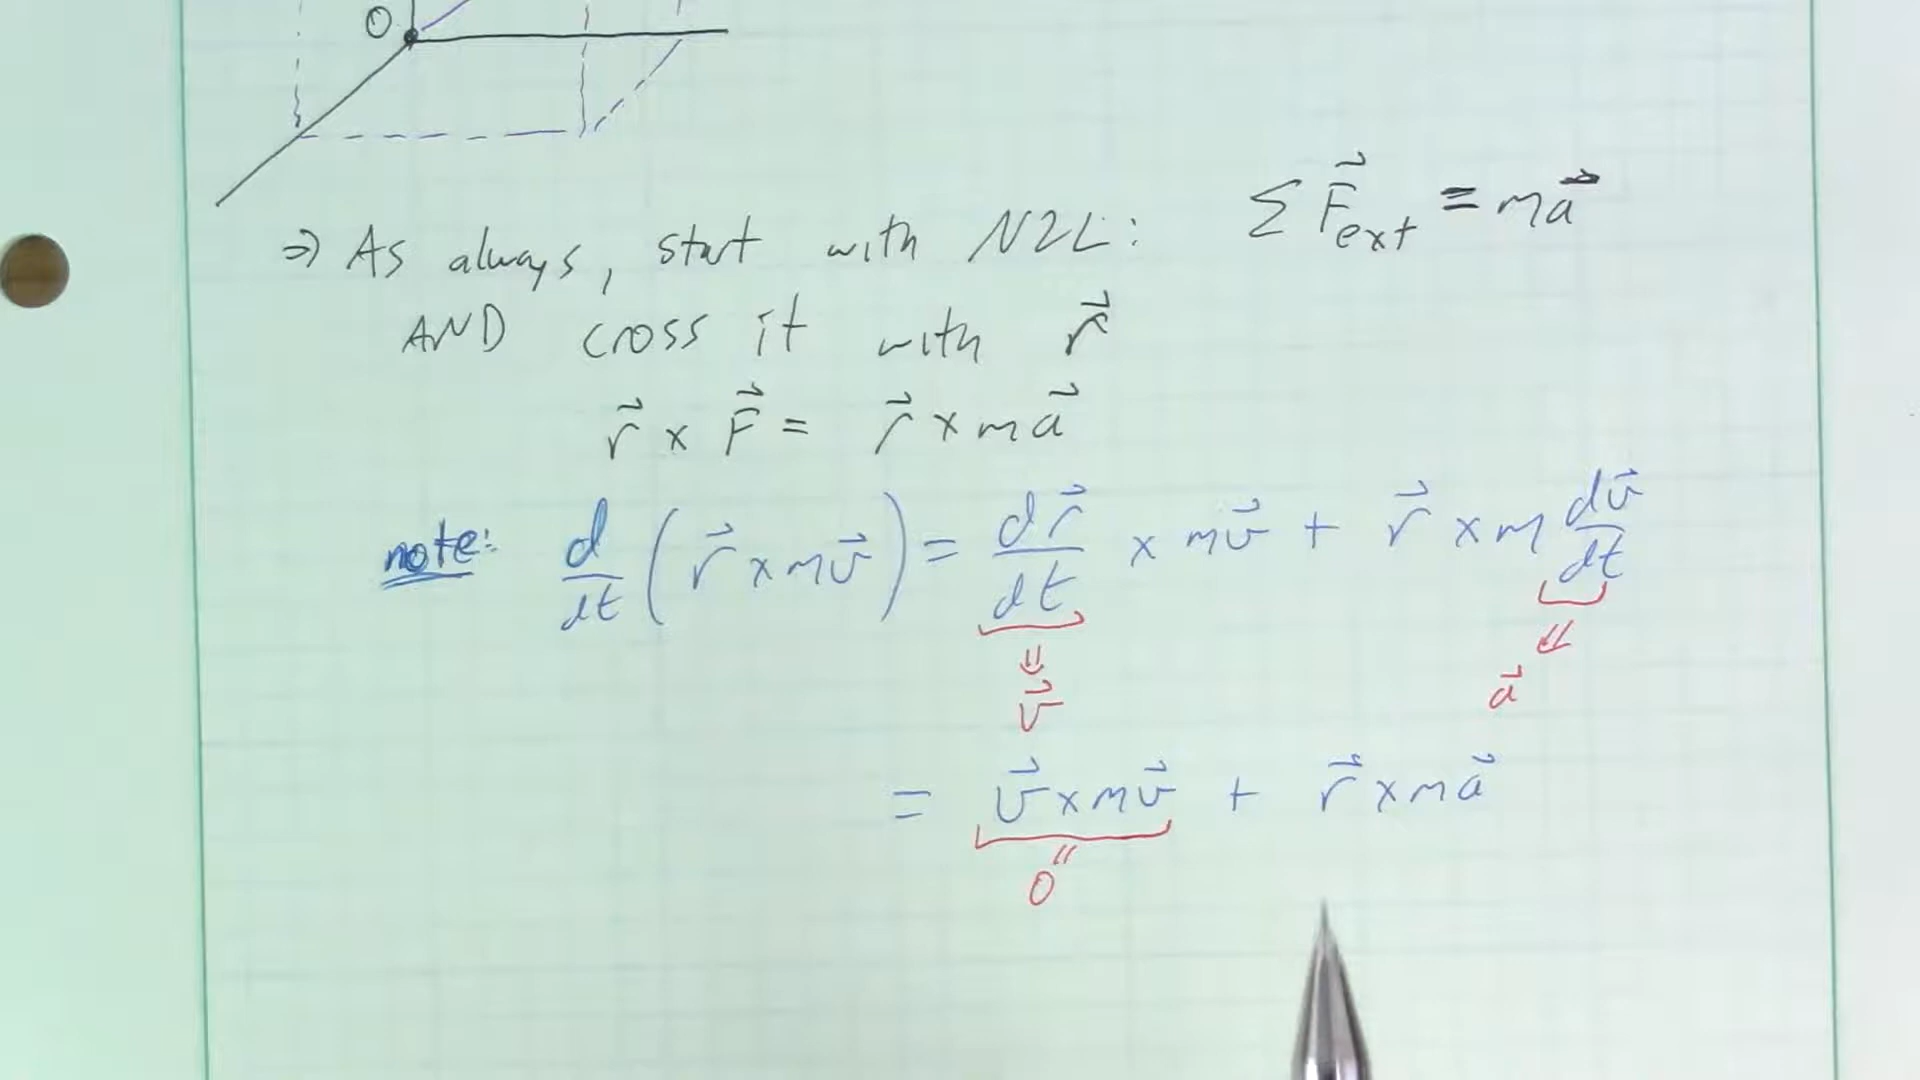 O
⇒ As always, start with N2L: Σ F⃗ext = ma⃗
AND cross it with r⃗
r⃗ × F⃗ = r⃗ × ma⃗
note: d/dt (r⃗ × mv⃗) = dr⃗/dt × mv⃗ + r⃗ × m dv⃗/dt
= v⃗
= a⃗
= v⃗ × mv⃗ + r⃗ × ma⃗
= 0